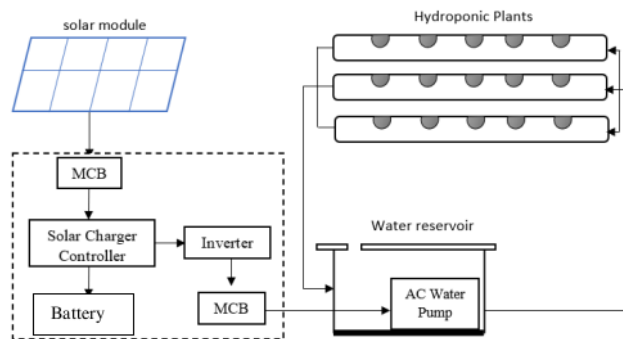 solar module
Hydroponic Plants
MCB
Solar Charger
Controller
Inverter
Battery
MCB
Water reservoir
AC Water
Pump